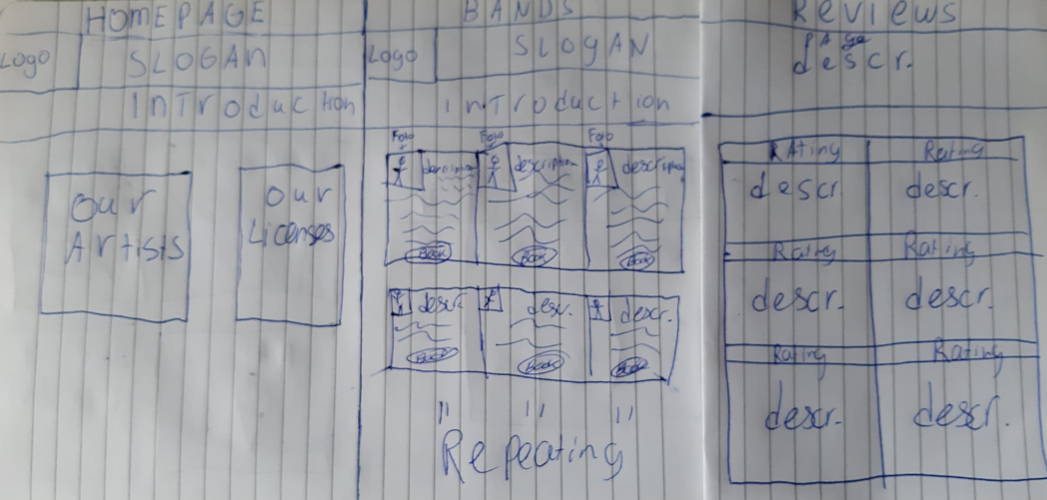 HOMEPAGE
Logo
SLOGAN
INTroduction
Our
Artists
Our
Licenses
BANDS
Logo
SLOGAN
InTroduction
Foto
Foto
Foto
description
description
Book
Book
Book
descr.
descr.
descr.
Book
Book
Book
" " "
Repeating
Reviews
page
descr.
RAting
Rating
descr.
descr.
Rating
Rating
descr.
descr.
Rating
Rating
descr.
descr.